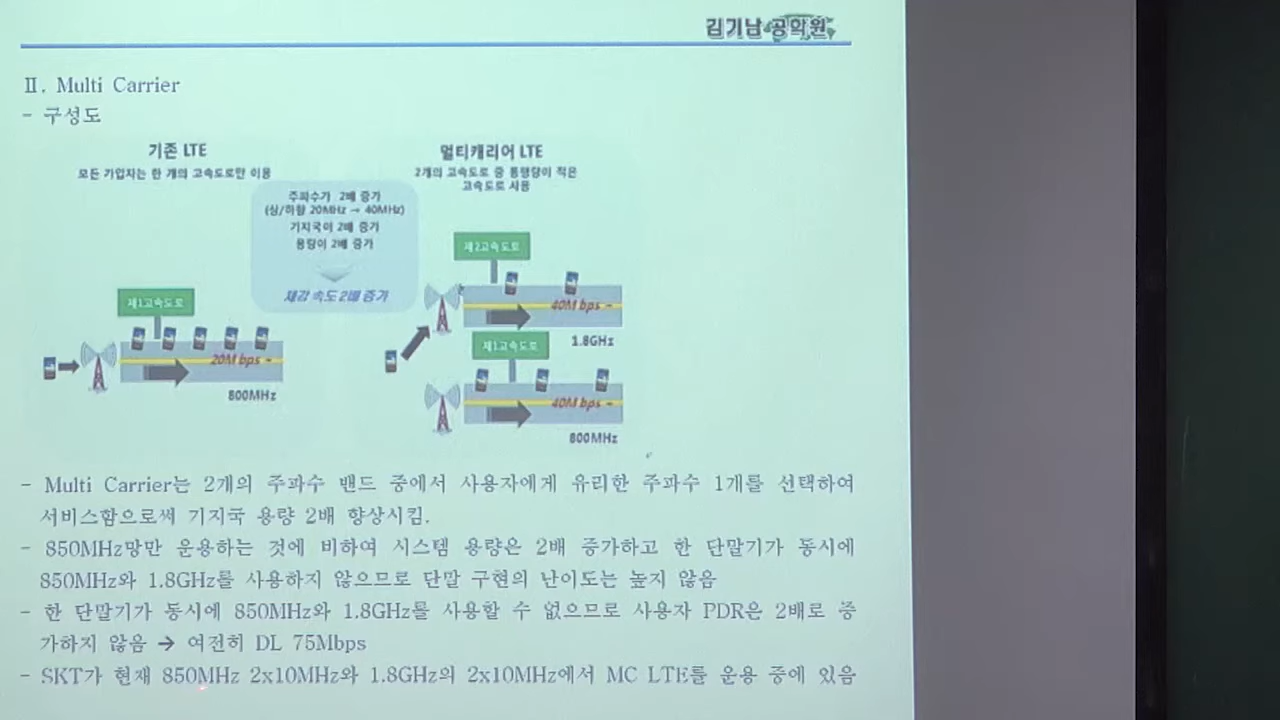 김기남 공학원
Ⅱ. Multi Carrier
- 구성도
기존 LTE
모든 가입자는 한 개의 고속도로만 이용
멀티캐리어 LTE
2개의 고속도로 중 통행량이 적은
고속도로 사용
주파수가 2배 증가
(상/하향 20MHz → 40MHz)
기지국이 2배 증가
용량이 2배 증가
체감 속도 2배 증가
제1고속도로
20Mbps ~
800MHz
제2고속도로
40Mbps ~
1.8GHz
제1고속도로
40Mbps ~
800MHz
- Multi Carrier는 2개의 주파수 밴드 중에서 사용자에게 유리한 주파수 1개를 선택하여
서비스함으로써 기지국 용량 2배 향상시킴.
- 850MHz망만 운용하는 것에 비하여 시스템 용량은 2배 증가하고 한 단말기가 동시에
850MHz와 1.8GHz를 사용하지 않으므로 단말 구현의 난이도는 높지 않음
- 한 단말기가 동시에 850MHz와 1.8GHz를 사용할 수 없으므로 사용자 PDR은 2배로 증
가하지 않음 → 여전히 DL 75Mbps
- SKT가 현재 850MHz 2x10MHz와 1.8GHz의 2x10MHz에서 MC LTE를 운용 중에 있음